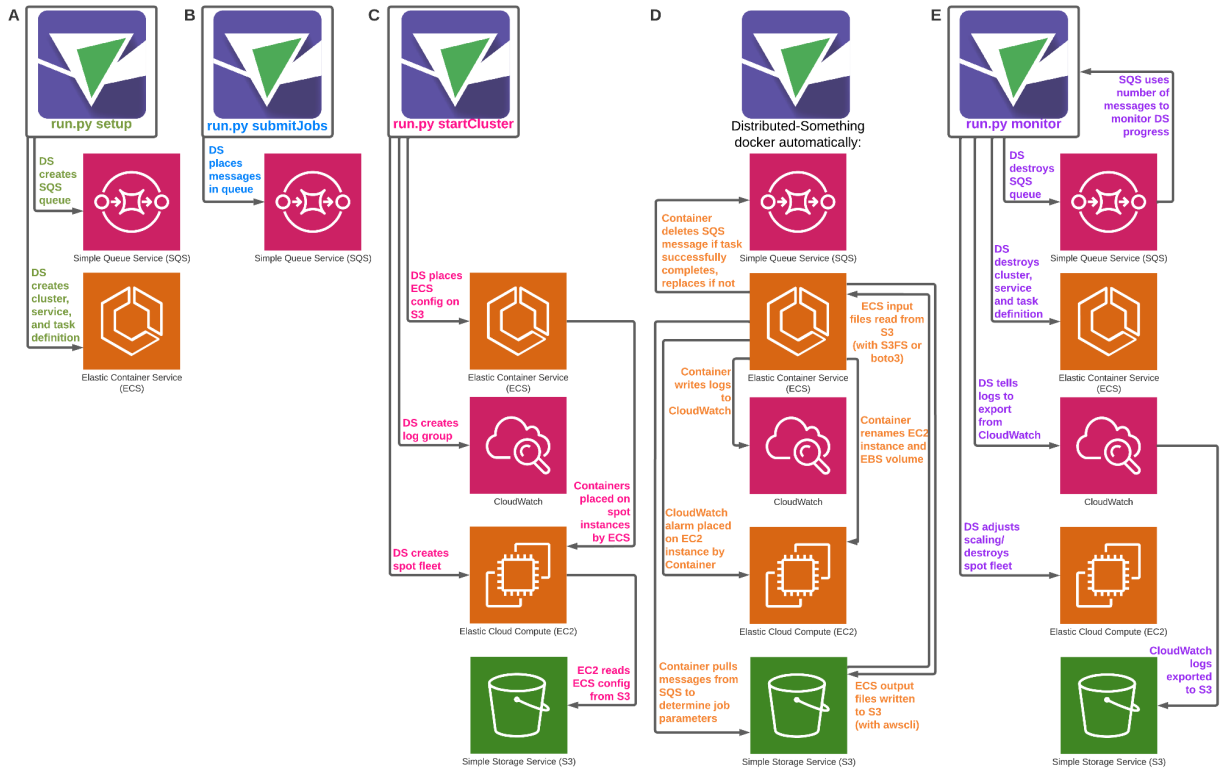 A
run.py setup
DS
creates
SQS
queue
Simple Queue Service (SQS)
DS
creates
cluster,
service,
and task
definition
Elastic Container Service
(ECS)
B
run.py submitJobs
DS
places
messages
in queue
Simple Queue Service (SQS)
C
run.py startCluster
DS places
ECS
config on
S3
Elastic Container Service
(ECS)
DS creates
log group
CloudWatch
Containers
placed on
spot
instances
by ECS
DS creates
spot fleet
Elastic Cloud Compute (EC2)
EC2 reads
ECS config
from S3
Simple Storage Service (S3)
D
Distributed-Something
docker automatically:
Simple Queue Service (SQS)
Container
deletes SQS
message if task
successfully
completes,
replaces if not
ECS input
files read from
S3
(with S3FS or
boto3)
Elastic Container Service
(ECS)
Container
writes logs
to
CloudWatch
Container
renames EC2
instance and
EBS volume
CloudWatch
CloudWatch
alarm placed
on EC2
instance by
Container
Elastic Cloud Compute (EC2)
Container pulls
messages from
SQS to
determine job
parameters
ECS output
files written
to S3
(with awscli)
Simple Storage Service (S3)
E
run.py monitor
SQS uses
number of
messages to
monitor DS
progress
DS
destroys
SQS
queue
Simple Queue Service (SQS)
DS
destroys
cluster,
service
and task
definition
Elastic Container Service
(ECS)
DS tells
logs to
export
from
CloudWatch
CloudWatch
DS adjusts
scaling/
destroys
spot fleet
Elastic Cloud Compute (EC2)
CloudWatch
logs
exported
to S3
Simple Storage Service (S3)